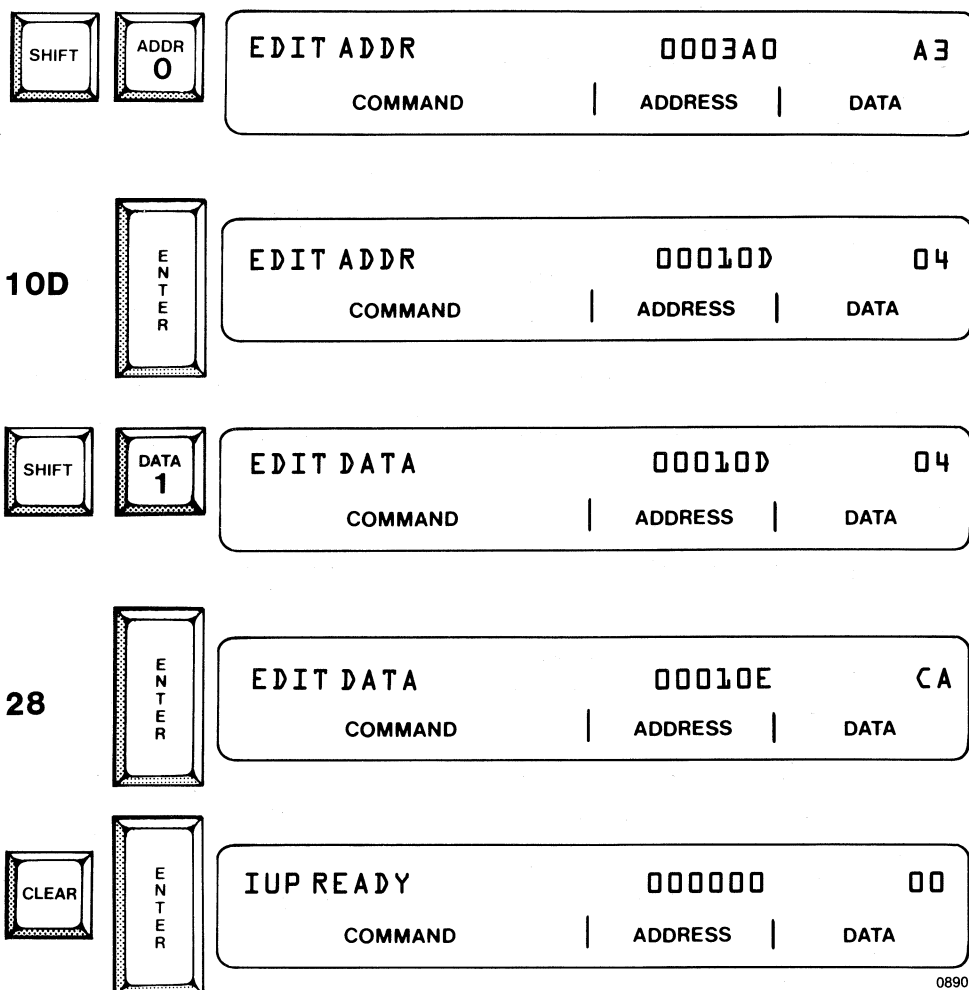 SHIFT ADDR 0 EDIT ADDR 0003A0 A3
COMMAND | ADDRESS | DATA
10D ENTER EDIT ADDR 00010D 04
COMMAND | ADDRESS | DATA
SHIFT DATA 1 EDIT DATA 00010D 04
COMMAND | ADDRESS | DATA
28 ENTER EDIT DATA 00010E CA
COMMAND | ADDRESS | DATA
CLEAR ENTER IUP READY 000000 00
COMMAND | ADDRESS | DATA
0890